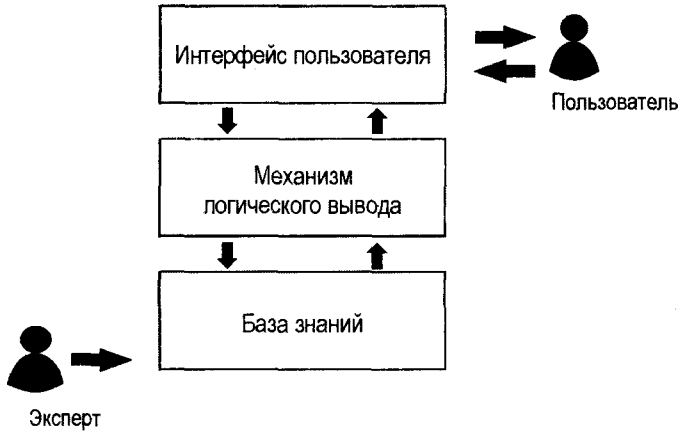 Интерфейс пользователя
Пользователь
Механизм
логического вывода
База знаний
Эксперт